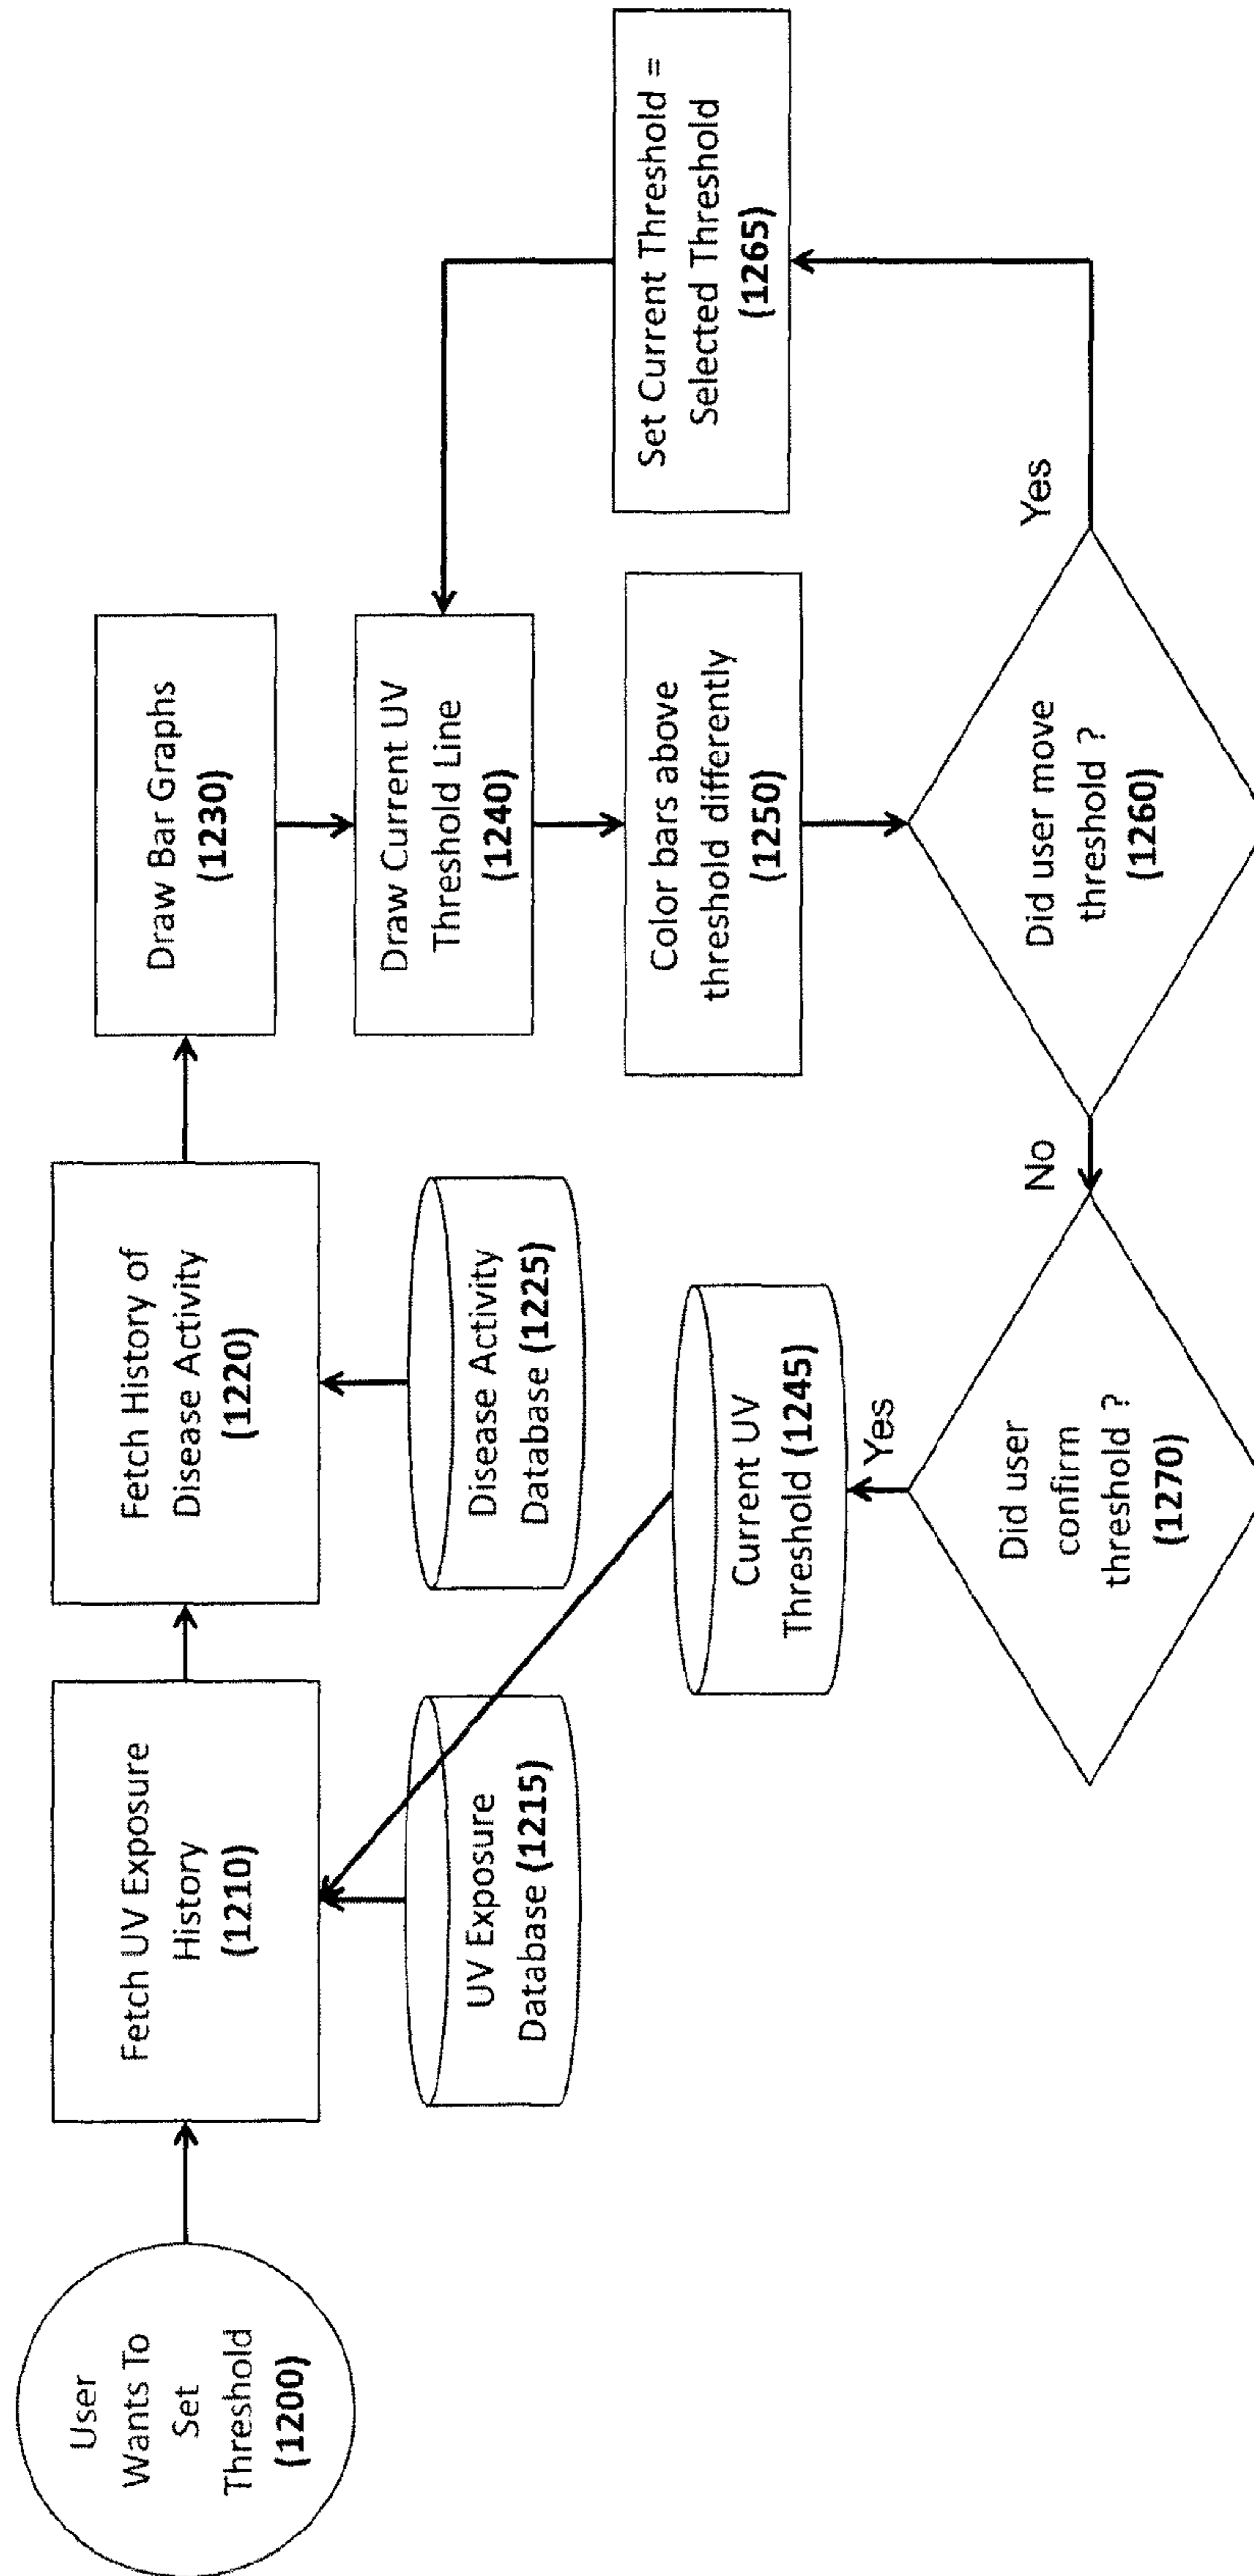 User
Wants To
Set
Threshold
(1200)
Fetch UV Exposure
History
(1210)
UV Exposure
Database (1215)
Fetch History of
Disease Activity
(1220)
Disease Activity
Database (1225)
Draw Bar Graphs
(1230)
Draw Current UV
Threshold Line
(1240)
Color bars above
threshold differently
(1250)
Did user move
threshold ?
(1260)
Yes
Set Current Threshold =
Selected Threshold
(1265)
No
Did user
confirm
threshold ?
(1270)
Yes
Current UV
Threshold (1245)